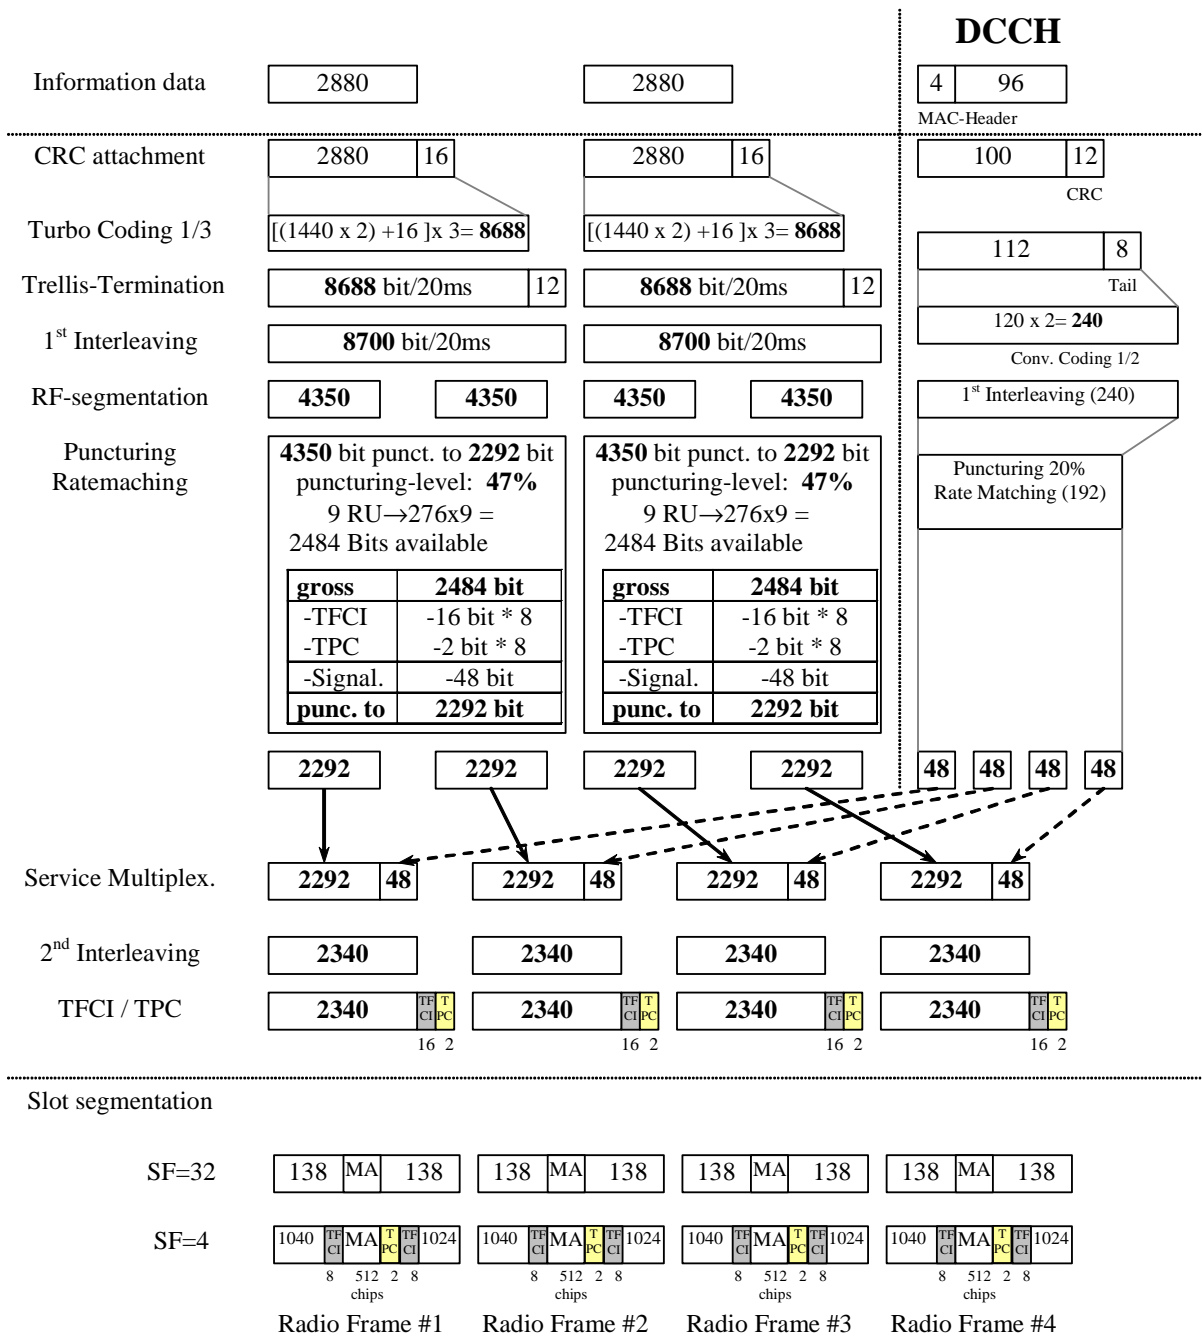 DCCH
Information data 2880 2880 4 96
MAC-Header
CRC attachment 2880 16 2880 16 100 12
CRC
Turbo Coding 1/3 [(1440 x 2) +16 ]x 3= 8688 [(1440 x 2) +16 ]x 3= 8688
112 8
Trellis-Termination 8688 bit/20ms 12 8688 bit/20ms 12
Tail
120 x 2= 240
1st Interleaving 8700 bit/20ms 8700 bit/20ms
Conv. Coding 1/2
RF-segmentation 4350 4350 4350 4350 1st Interleaving (240)
Puncturing
Ratemaching
4350 bit punct. to 2292 bit
puncturing-level: 47%
9 RU→276x9 =
2484 Bits available
gross 2484 bit
-TFCI -16 bit * 8
-TPC -2 bit * 8
-Signal. -48 bit
punc. to 2292 bit
4350 bit punct. to 2292 bit
puncturing-level: 47%
9 RU→276x9 =
2484 Bits available
gross 2484 bit
-TFCI -16 bit * 8
-TPC -2 bit * 8
-Signal. -48 bit
punc. to 2292 bit
Puncturing 20%
Rate Matching (192)
2292 2292 2292 2292 48 48 48 48
Service Multiplex. 2292 48 2292 48 2292 48 2292 48
2nd Interleaving 2340 2340 2340 2340
TFCI / TPC 2340 TF CI T PC 2340 TF CI T PC 2340 TF CI T PC 2340 TF CI T PC
16 2 16 2 16 2 16 2
Slot segmentation
SF=32 138 MA 138 138 MA 138 138 MA 138 138 MA 138
SF=4 1040 TF CI MA T PC TF CI 1024 1040 TF CI MA T PC TF CI 1024 1040 TF CI MA T PC TF CI 1024 1040 TF CI MA T PC TF CI 1024
8 512 2 8 8 512 2 8 8 512 2 8 8 512 2 8
chips chips chips chips
Radio Frame #1 Radio Frame #2 Radio Frame #3 Radio Frame #4